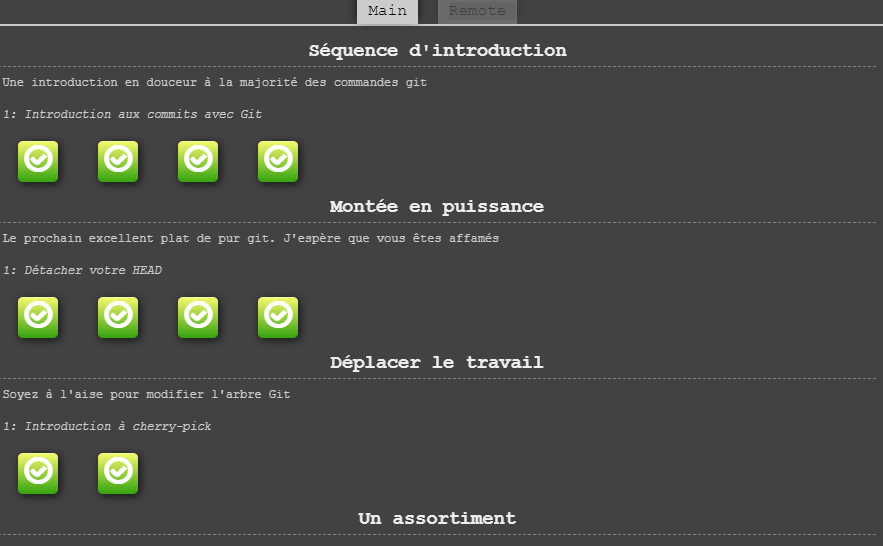 Main Remote
Séquence d'introduction
Une introduction en douceur à la majorité des commandes git
1: Introduction aux commits avec Git
Montée en puissance
Le prochain excellent plat de pur git. J'espère que vous êtes affamés
1: Détacher votre HEAD
Déplacer le travail
Soyez à l'aise pour modifier l'arbre Git
1: Introduction à cherry-pick
Un assortiment